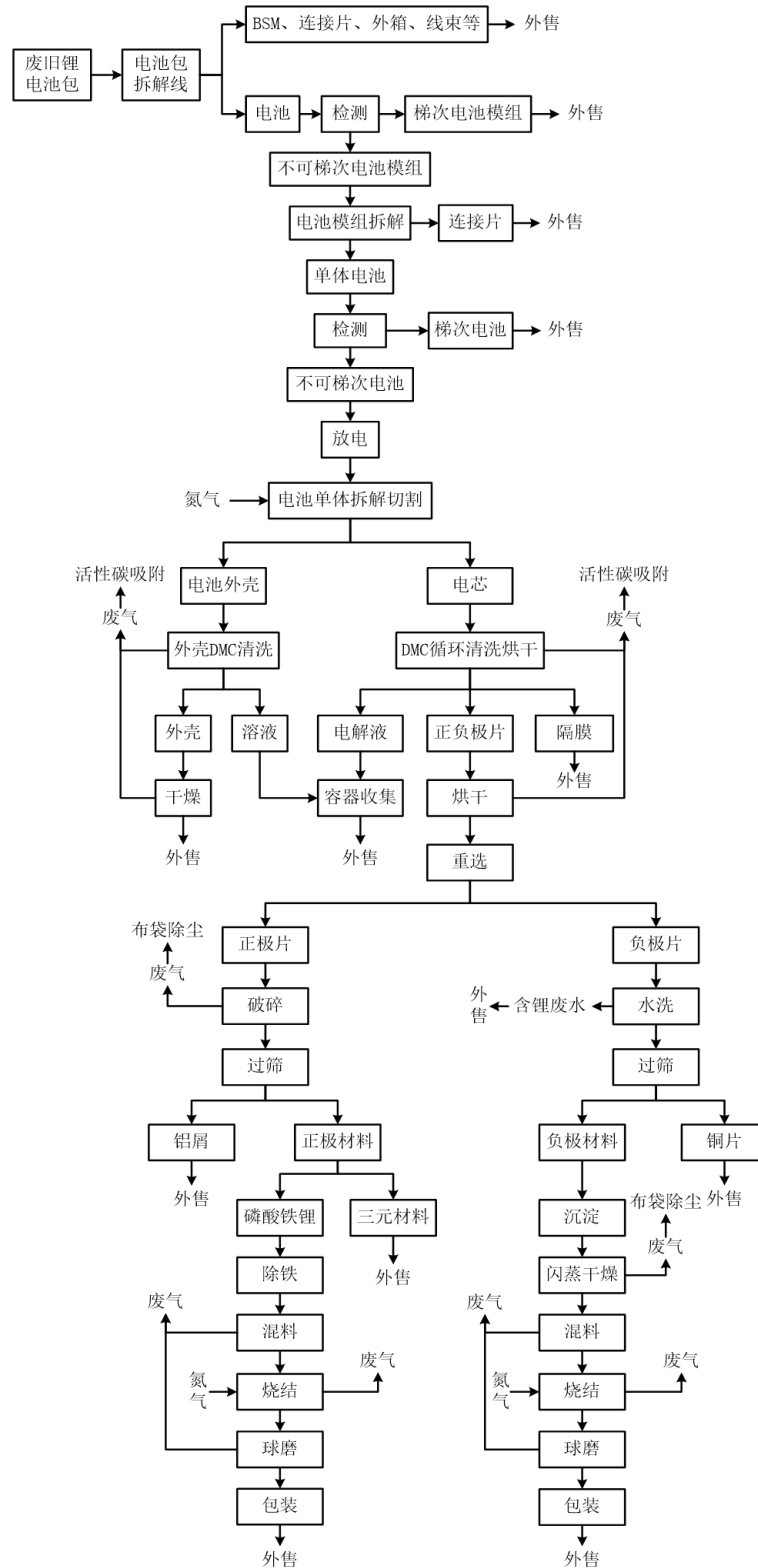 BSM、连接片、外箱、线束等
外售
废旧锂
电池包
电池包
拆解线
电池
检测
梯次电池模组
外售
不可梯次电池模组
电池模组拆解
连接片
外售
单体电池
检测
梯次电池
外售
不可梯次电池
放电
氮气
电池单体拆解切割
活性碳吸附
废气
电池外壳
电芯
活性碳吸附
废气
外壳DMC清洗
DMC循环清洗烘干
外壳
溶液
电解液
正负极片
隔膜
外售
干燥
容器收集
烘干
外售
外售
重选
布袋除尘
废气
正极片
负极片
破碎
外售
含锂废水
水洗
过筛
过筛
铝屑
正极材料
负极材料
铜片
外售
外售
磷酸铁锂
三元材料
沉淀
布袋除尘
废气
外售
除铁
闪蒸干燥
废气
废气
混料
混料
废气
废气
氮气
烧结
氮气
烧结
球磨
球磨
包装
包装
外售
外售